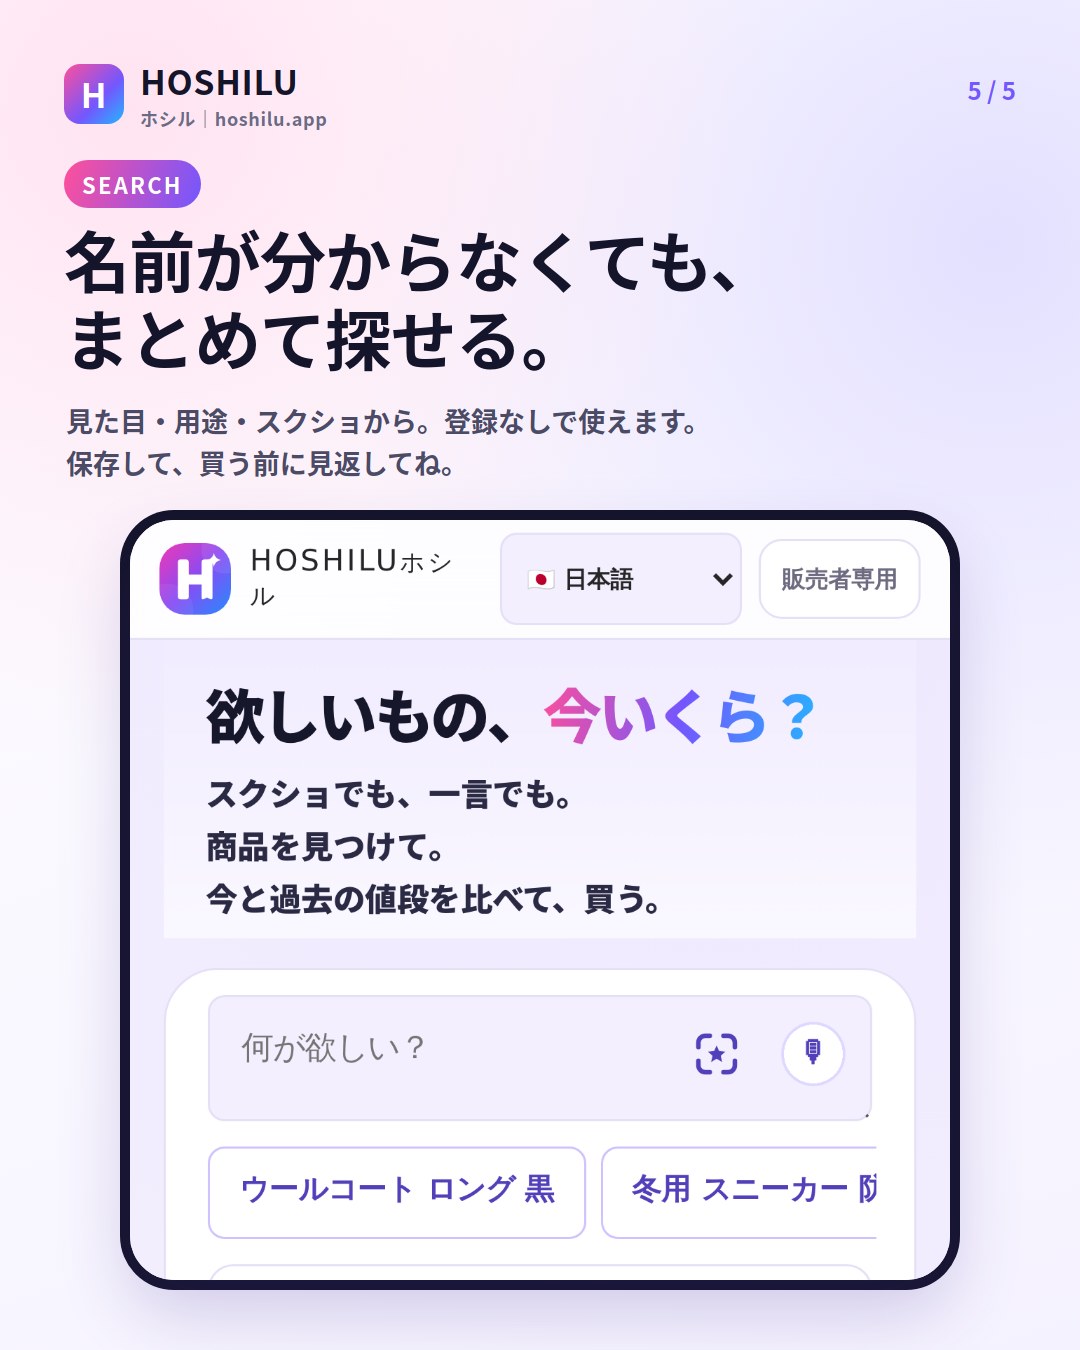 H
HOSHILU
5 / 5
ホシル｜hoshilu.app
SEARCH
名前が分からなくても、
まとめて探せる。
見た目・用途・スクショから。登録なしで使えます。
保存して、買う前に見返してね。
H
HOSHILUホシ
ル
日本語
販売者専用
欲しいもの、今いくら？
スクショでも、一言でも。
商品を見つけて。
今と過去の値段を比べて、買う。
何が欲しい？
ウールコート ロング 黒
冬用 スニーカー 防